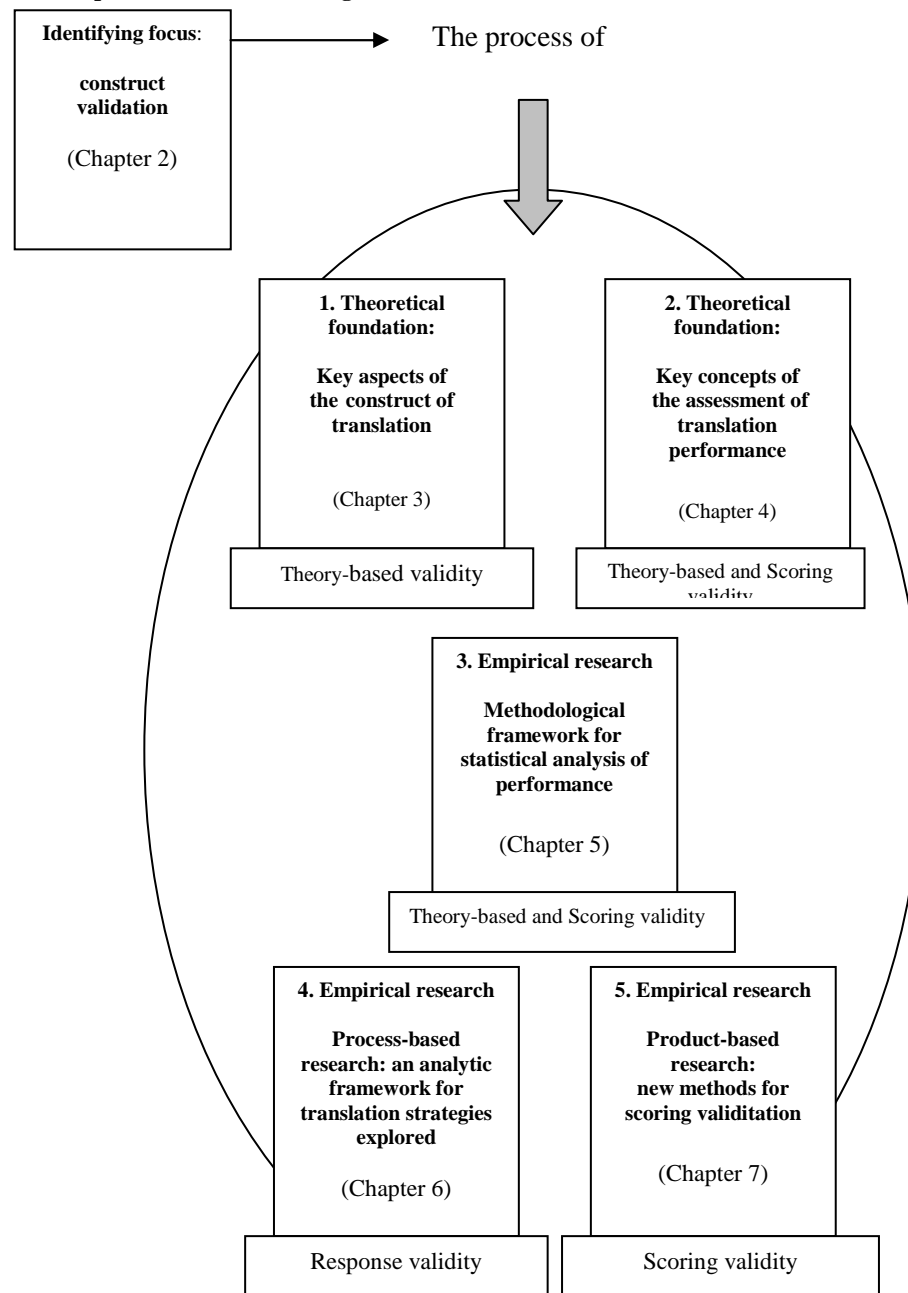 Identifying focus:
construct
validation
(Chapter 2)
The process of
1. Theoretical
foundation:
Key aspects of
the construct of
translation
(Chapter 3)
Theory-based validity
2. Theoretical
foundation:
Key concepts of
the assessment of
translation
performance
(Chapter 4)
Theory-based and Scoring
validity
3. Empirical research
Methodological
framework for
statistical analysis of
performance
(Chapter 5)
Theory-based and Scoring validity
4. Empirical research
Process-based
research: an analytic
framework for
translation strategies
explored
(Chapter 6)
Response validity
5. Empirical research
Product-based
research:
new methods for
scoring validitation
(Chapter 7)
Scoring validity